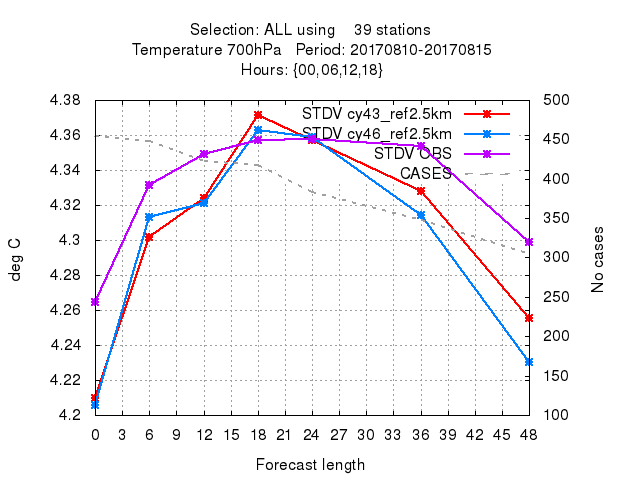 Selection: ALL using    39 stations
Temperature 700hPa   Period: 20170810-20170815
Hours: {00,06,12,18}
STDV cy43_ref2.5km
STDV cy46_ref2.5km
STDV OBS
CASES
4.38
4.36
4.34
4.32
4.3
4.28
4.26
4.24
4.22
4.2
deg C
500
450
400
350
300
250
200
150
100
No cases
0 3 6 9 12 15 18 21 24 27 30 33 36 39 42 45 48
Forecast length